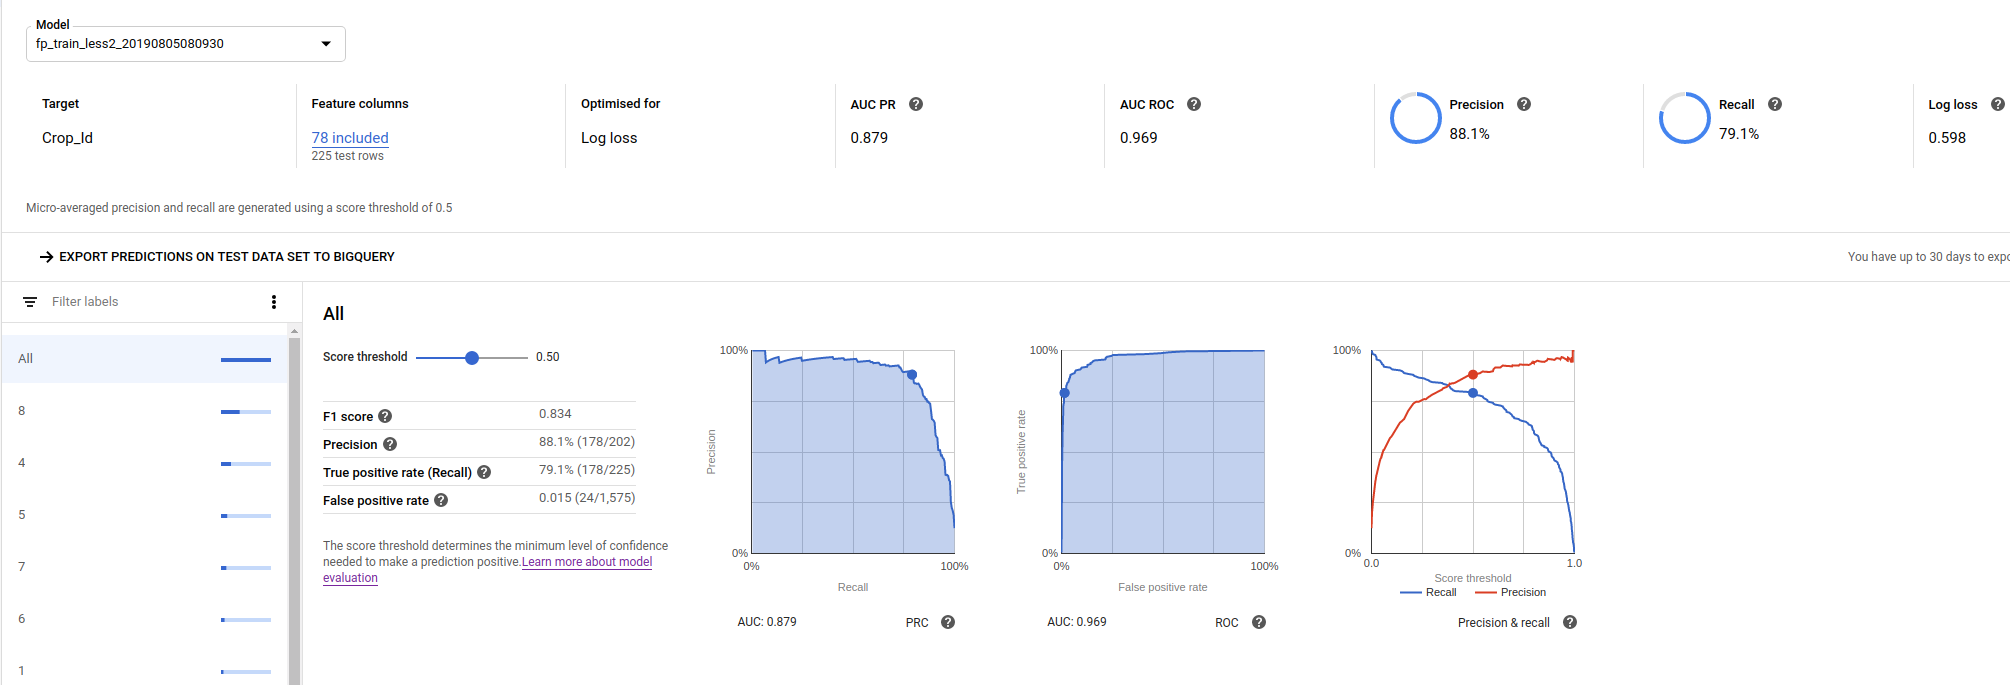 Model
fp_train_less2_20190805080930
Target
Crop_Id
Feature columns
78 included
225 test rows
Optimised for
Log loss
AUC PR
0.879
AUC ROC
0.969
Precision
88.1%
Recall
79.1%
Log loss
0.598
Micro-averaged precision and recall are generated using a score threshold of 0.5
EXPORT PREDICTIONS ON TEST DATA SET TO BIGQUERY
You have up to 30 days to expo
Filter labels
All
8
4
5
7
6
1
All
Score threshold 0.50
F1 score 0.834
Precision 88.1% (178/202)
True positive rate (Recall) 79.1% (178/225)
False positive rate 0.015 (24/1,575)
The score threshold determines the minimum level of confidence
needed to make a prediction positive.Learn more about model
evaluation
100%
Precision
0%
0% 100%
Recall
AUC: 0.879 PRC
100%
True positive rate
0%
0% 100%
False positive rate
AUC: 0.969 ROC
100%
0%
0.0 1.0
Score threshold
Recall Precision
Precision & recall